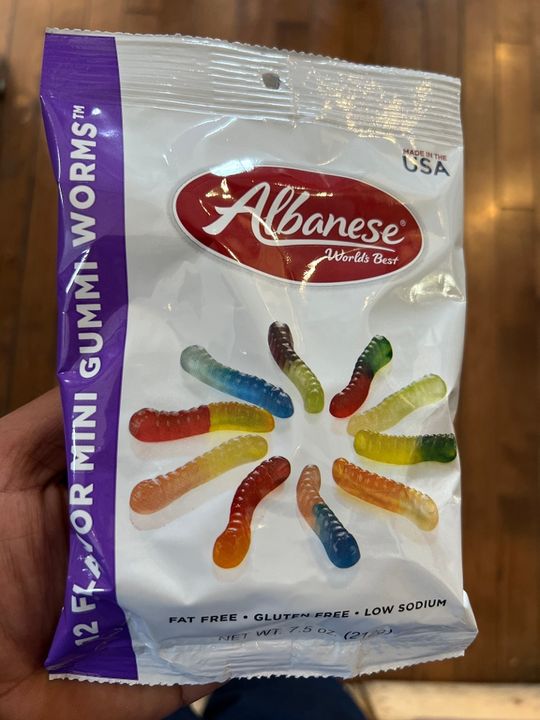 12 FLAVOR MINI GUMMI WORMS™
MADE IN THE
USA
Albanese®
World's Best
FAT FREE • GLUTEN FREE • LOW SODIUM
NET WT. 7.5 oz